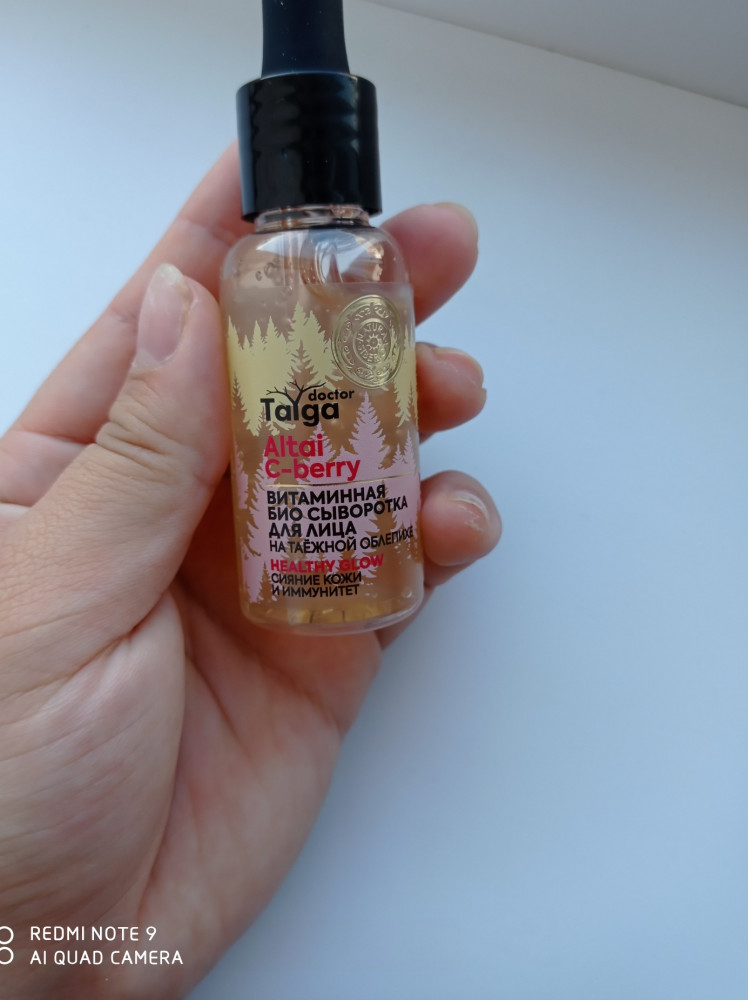 doctor
Taiga
Altai
C-berry
ВИТАМИННАЯ
БИО СЫВОРОТКА
ДЛЯ ЛИЦА
НА ТАЁЖНОЙ ОБЛЕПИХЕ
HEALTHY GLOW
СИЯНИЕ КОЖИ
И ИММУНИТЕТ
REDMI NOTE 9
AI QUAD CAMERA